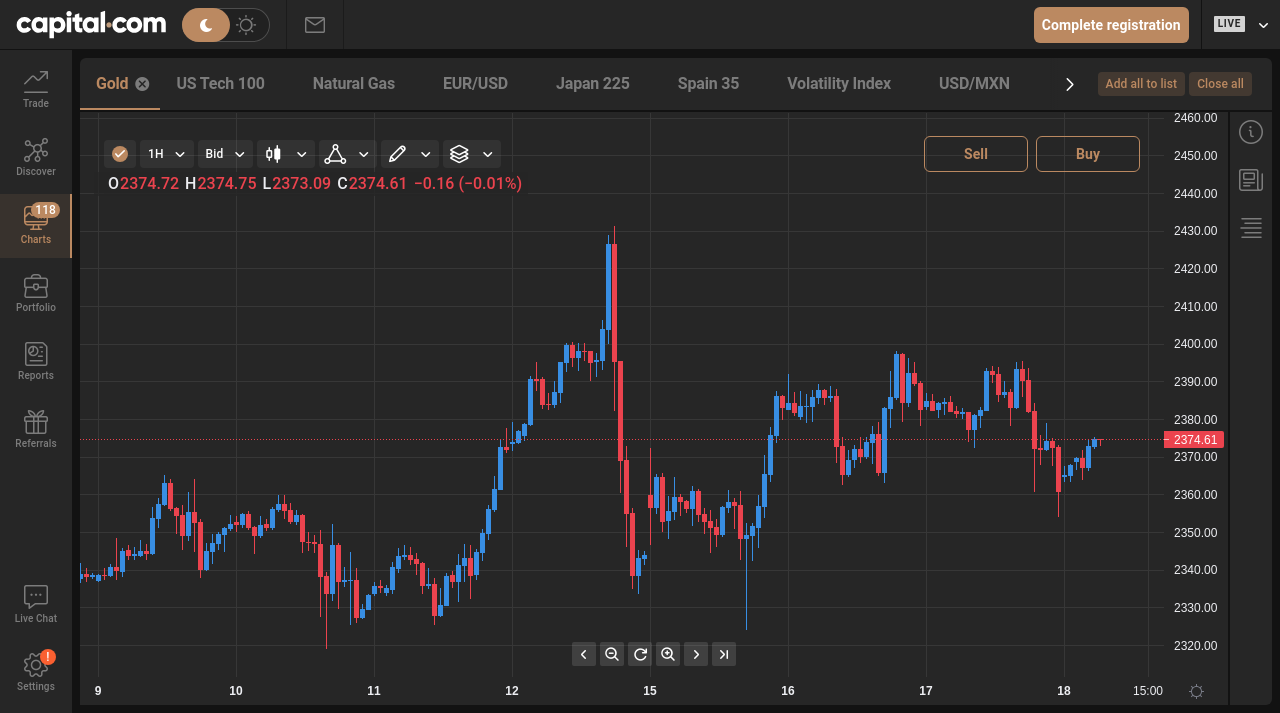 capital.com
Complete registration
LIVE
Trade
Discover
118
Charts
Portfolio
Reports
Referrals
Live Chat
!
Settings
Gold
US Tech 100
Natural Gas
EUR/USD
Japan 225
Spain 35
Volatility Index
USD/MXN
Add all to list
Close all
1H
Bid
Sell
Buy
O2374.72 H2374.75 L2373.09 C2374.61 −0.16 (−0.01%)
2460.00
2450.00
2440.00
2430.00
2420.00
2410.00
2400.00
2390.00
2380.00
2374.61
2370.00
2360.00
2350.00
2340.00
2330.00
2320.00
9 10 11 12 15 16 17 18 15:00